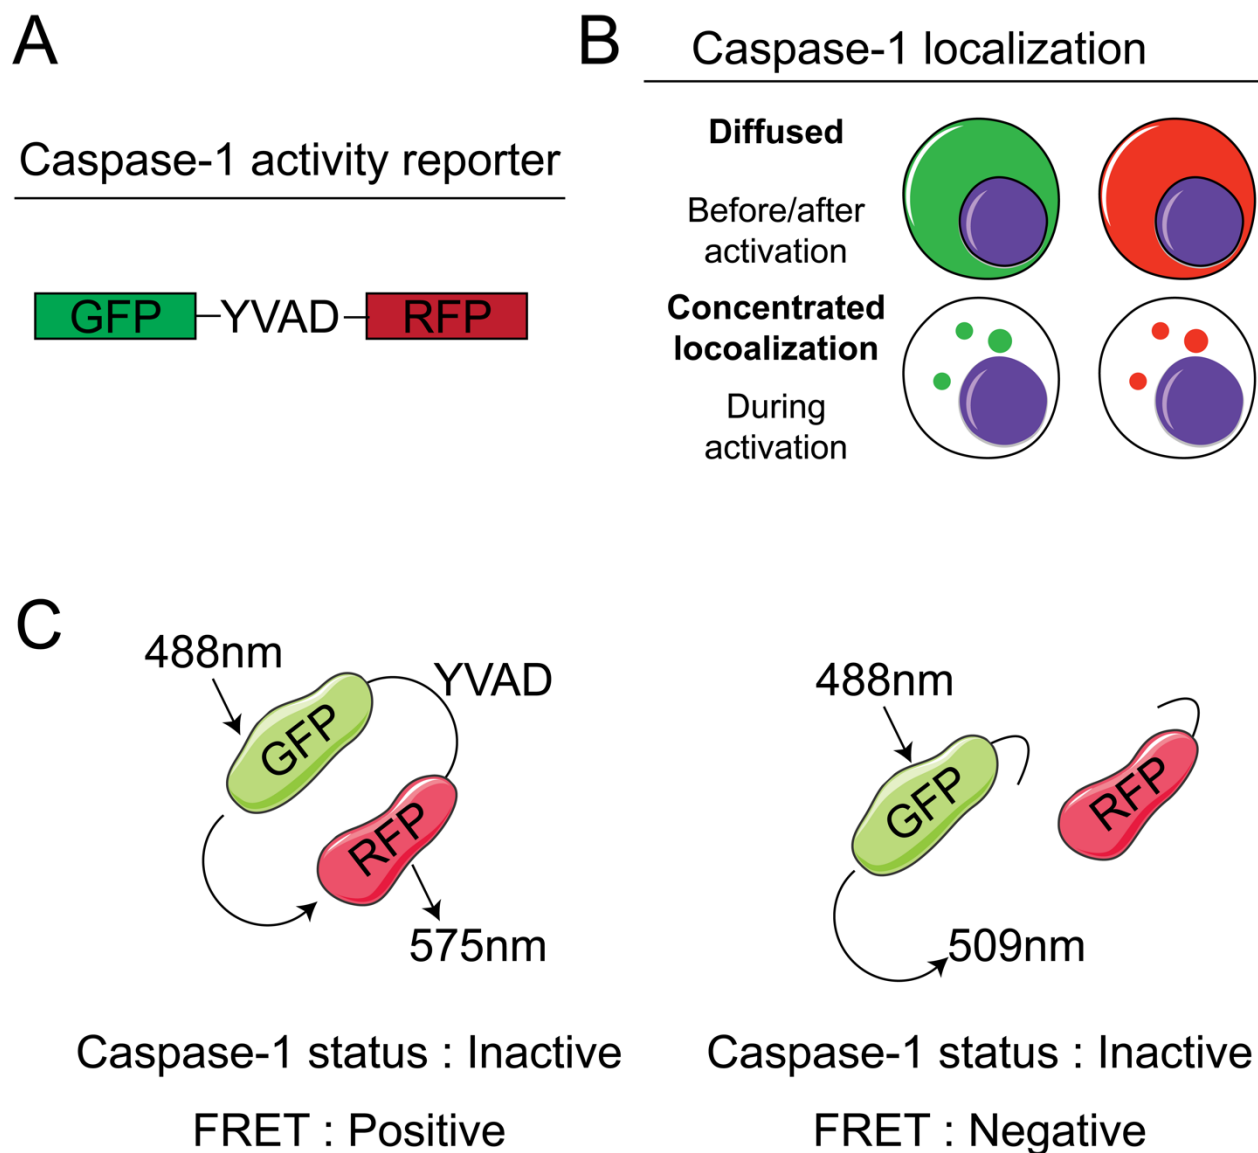 A
Caspase-1 activity reporter
GFP
YVAD
RFP
B
Caspase-1 localization
Diffused
Before/after
activation
Concentrated
locoalization
During
activation
C
488nm
GFP
YVAD
RFP
575nm
Caspase-1 status : Inactive
FRET : Positive
488nm
GFP
RFP
509nm
Caspase-1 status : Inactive
FRET : Negative